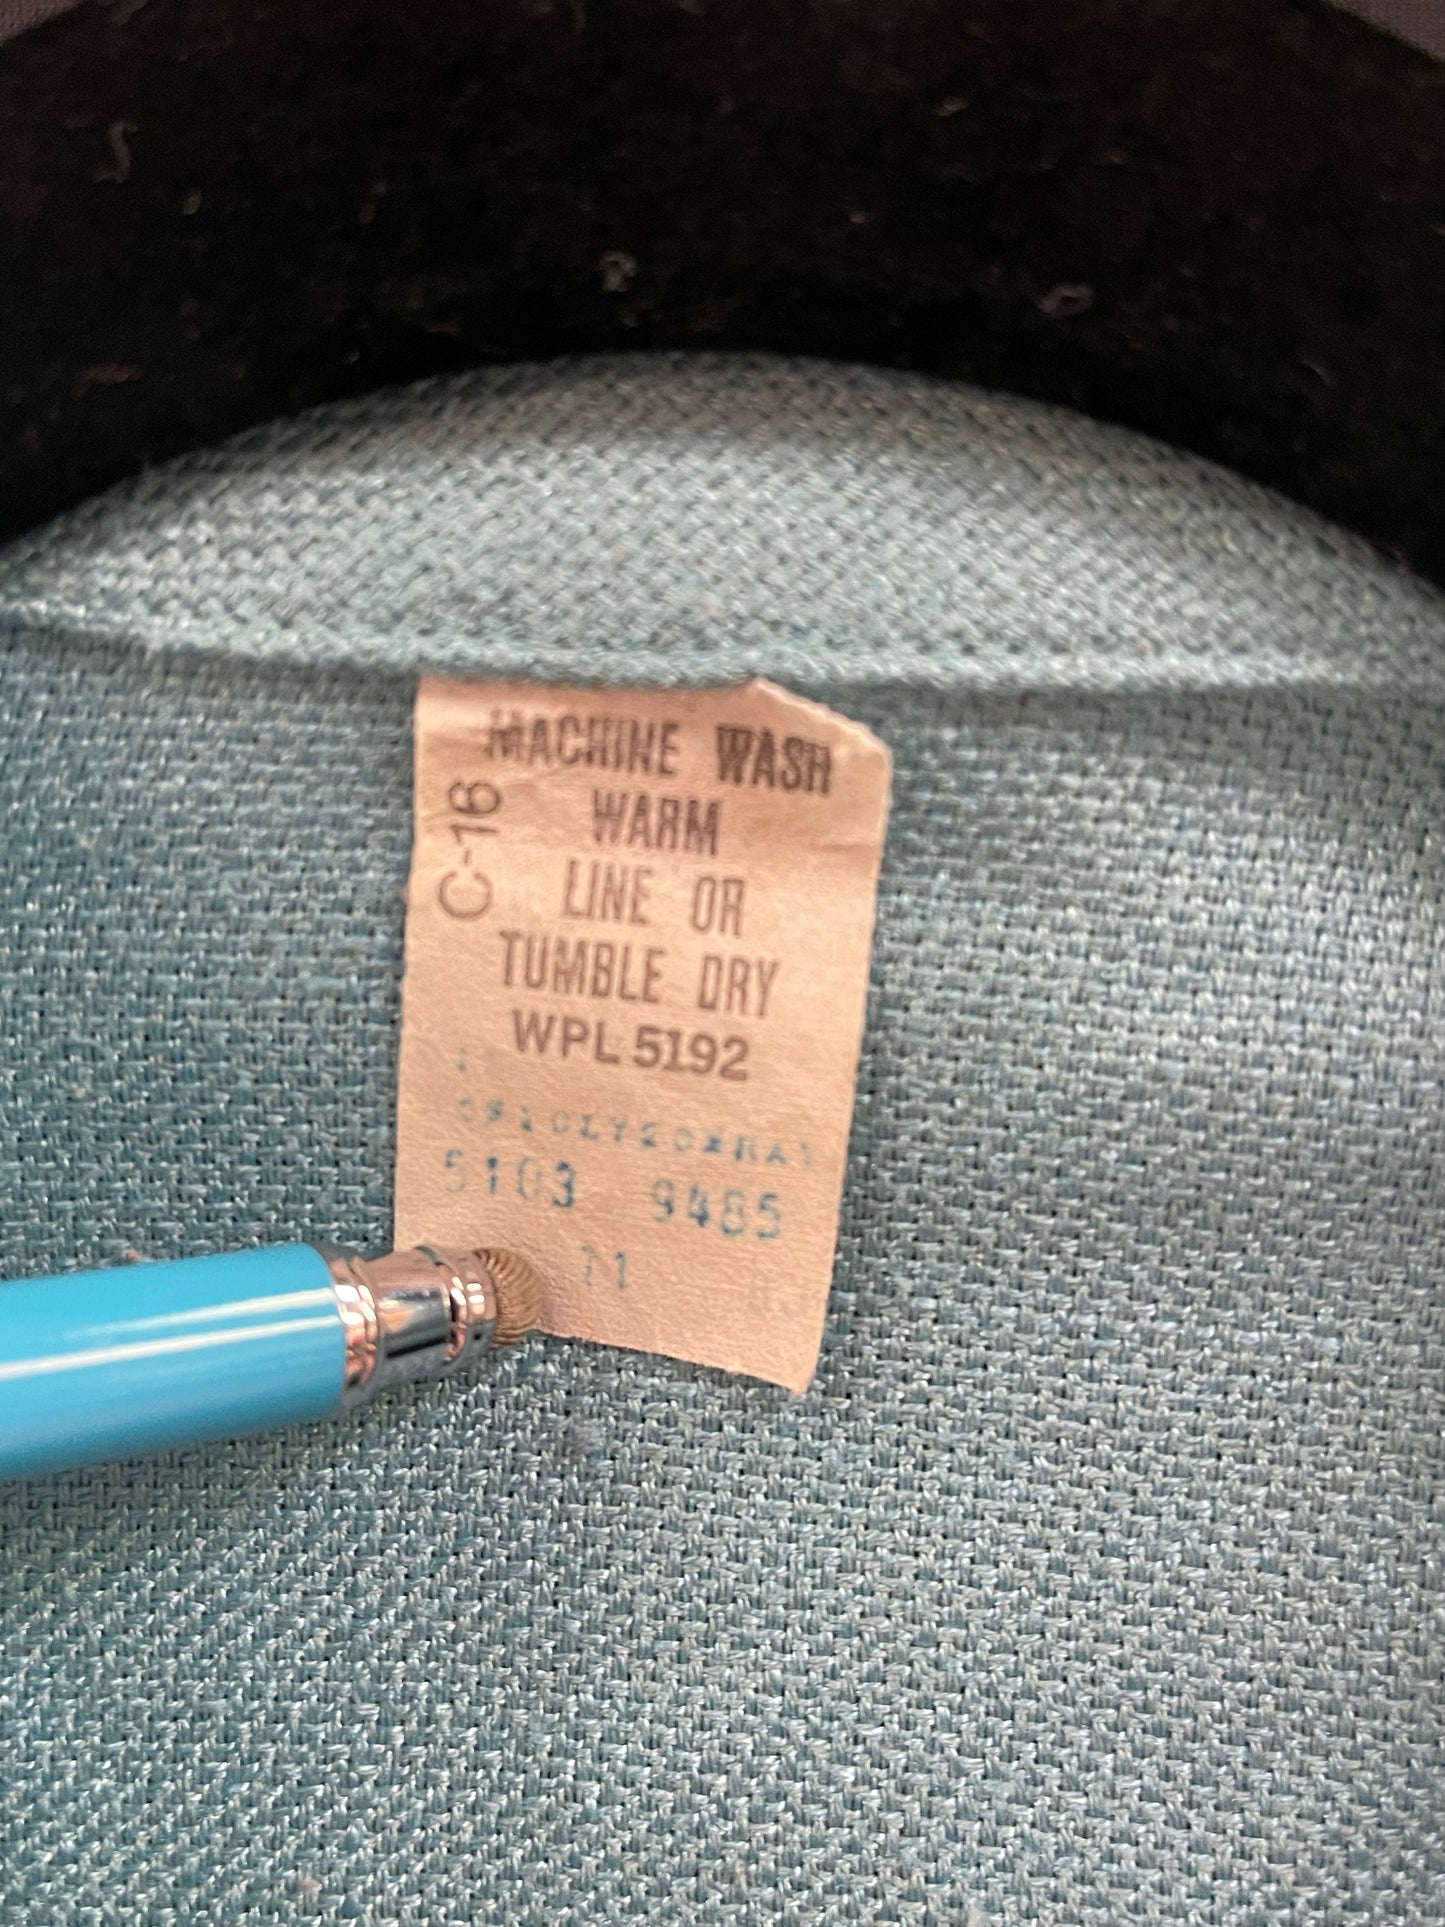 MACHINE WASH
WARM
LINE OR
TUMBLE DRY
WPL 5192
C-16
5103 9485